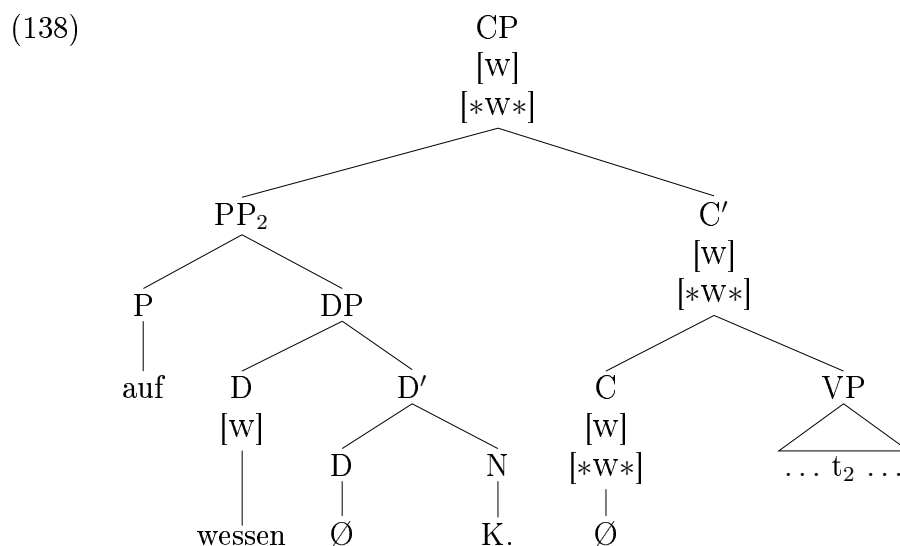 (138) CP
[w]
[∗w∗]
PP₂ C′
[w]
[∗w∗]
P DP
auf D D′ C VP
[w] [w]
D N [∗w∗] … t₂ …
wessen Ø K. Ø